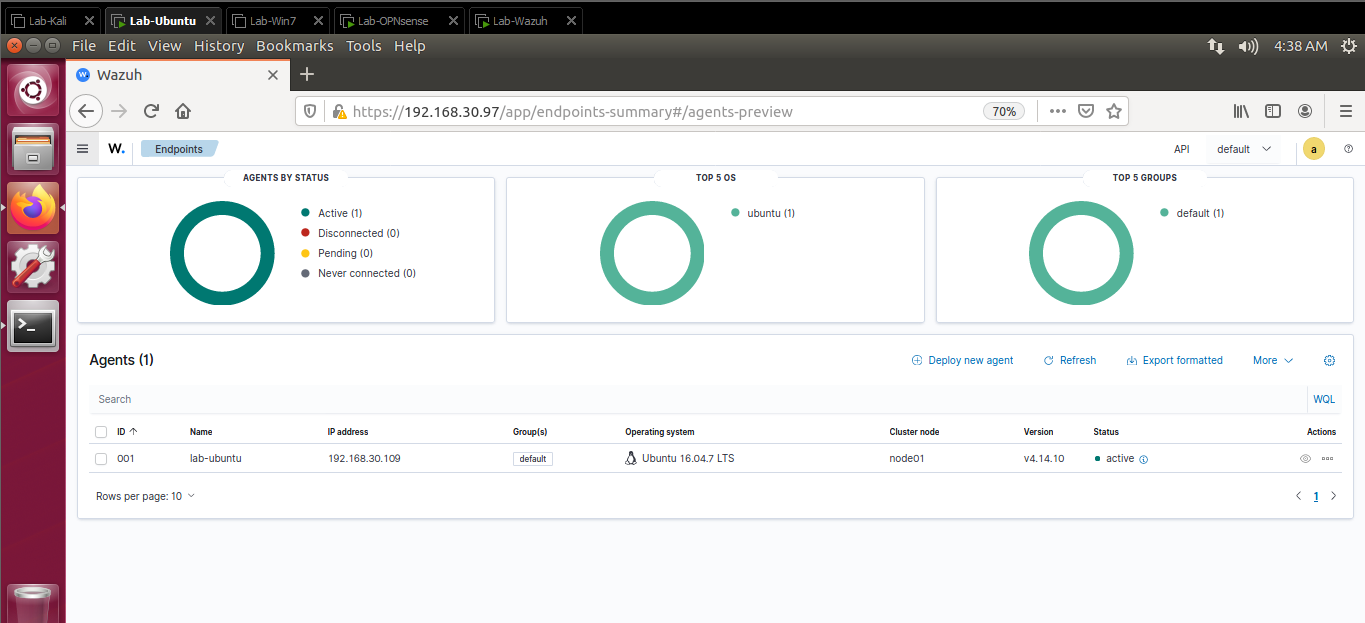 Lab-Kali Lab-Ubuntu Lab-Win7 Lab-OPNsense Lab-Wazuh
File Edit View History Bookmarks Tools Help 4:38 AM
Wazuh
https://192.168.30.97/app/endpoints-summary#/agents-preview 70%
W. Endpoints API default a
AGENTS BY STATUS
Active (1)
Disconnected (0)
Pending (0)
Never connected (0)
TOP 5 OS
ubuntu (1)
TOP 5 GROUPS
default (1)
Agents (1) Deploy new agent Refresh Export formatted More
Search WQL
ID Name IP address Group(s) Operating system Cluster node Version Status Actions
001 lab-ubuntu 192.168.30.109 default Ubuntu 16.04.7 LTS node01 v4.14.10 active
Rows per page: 10 1